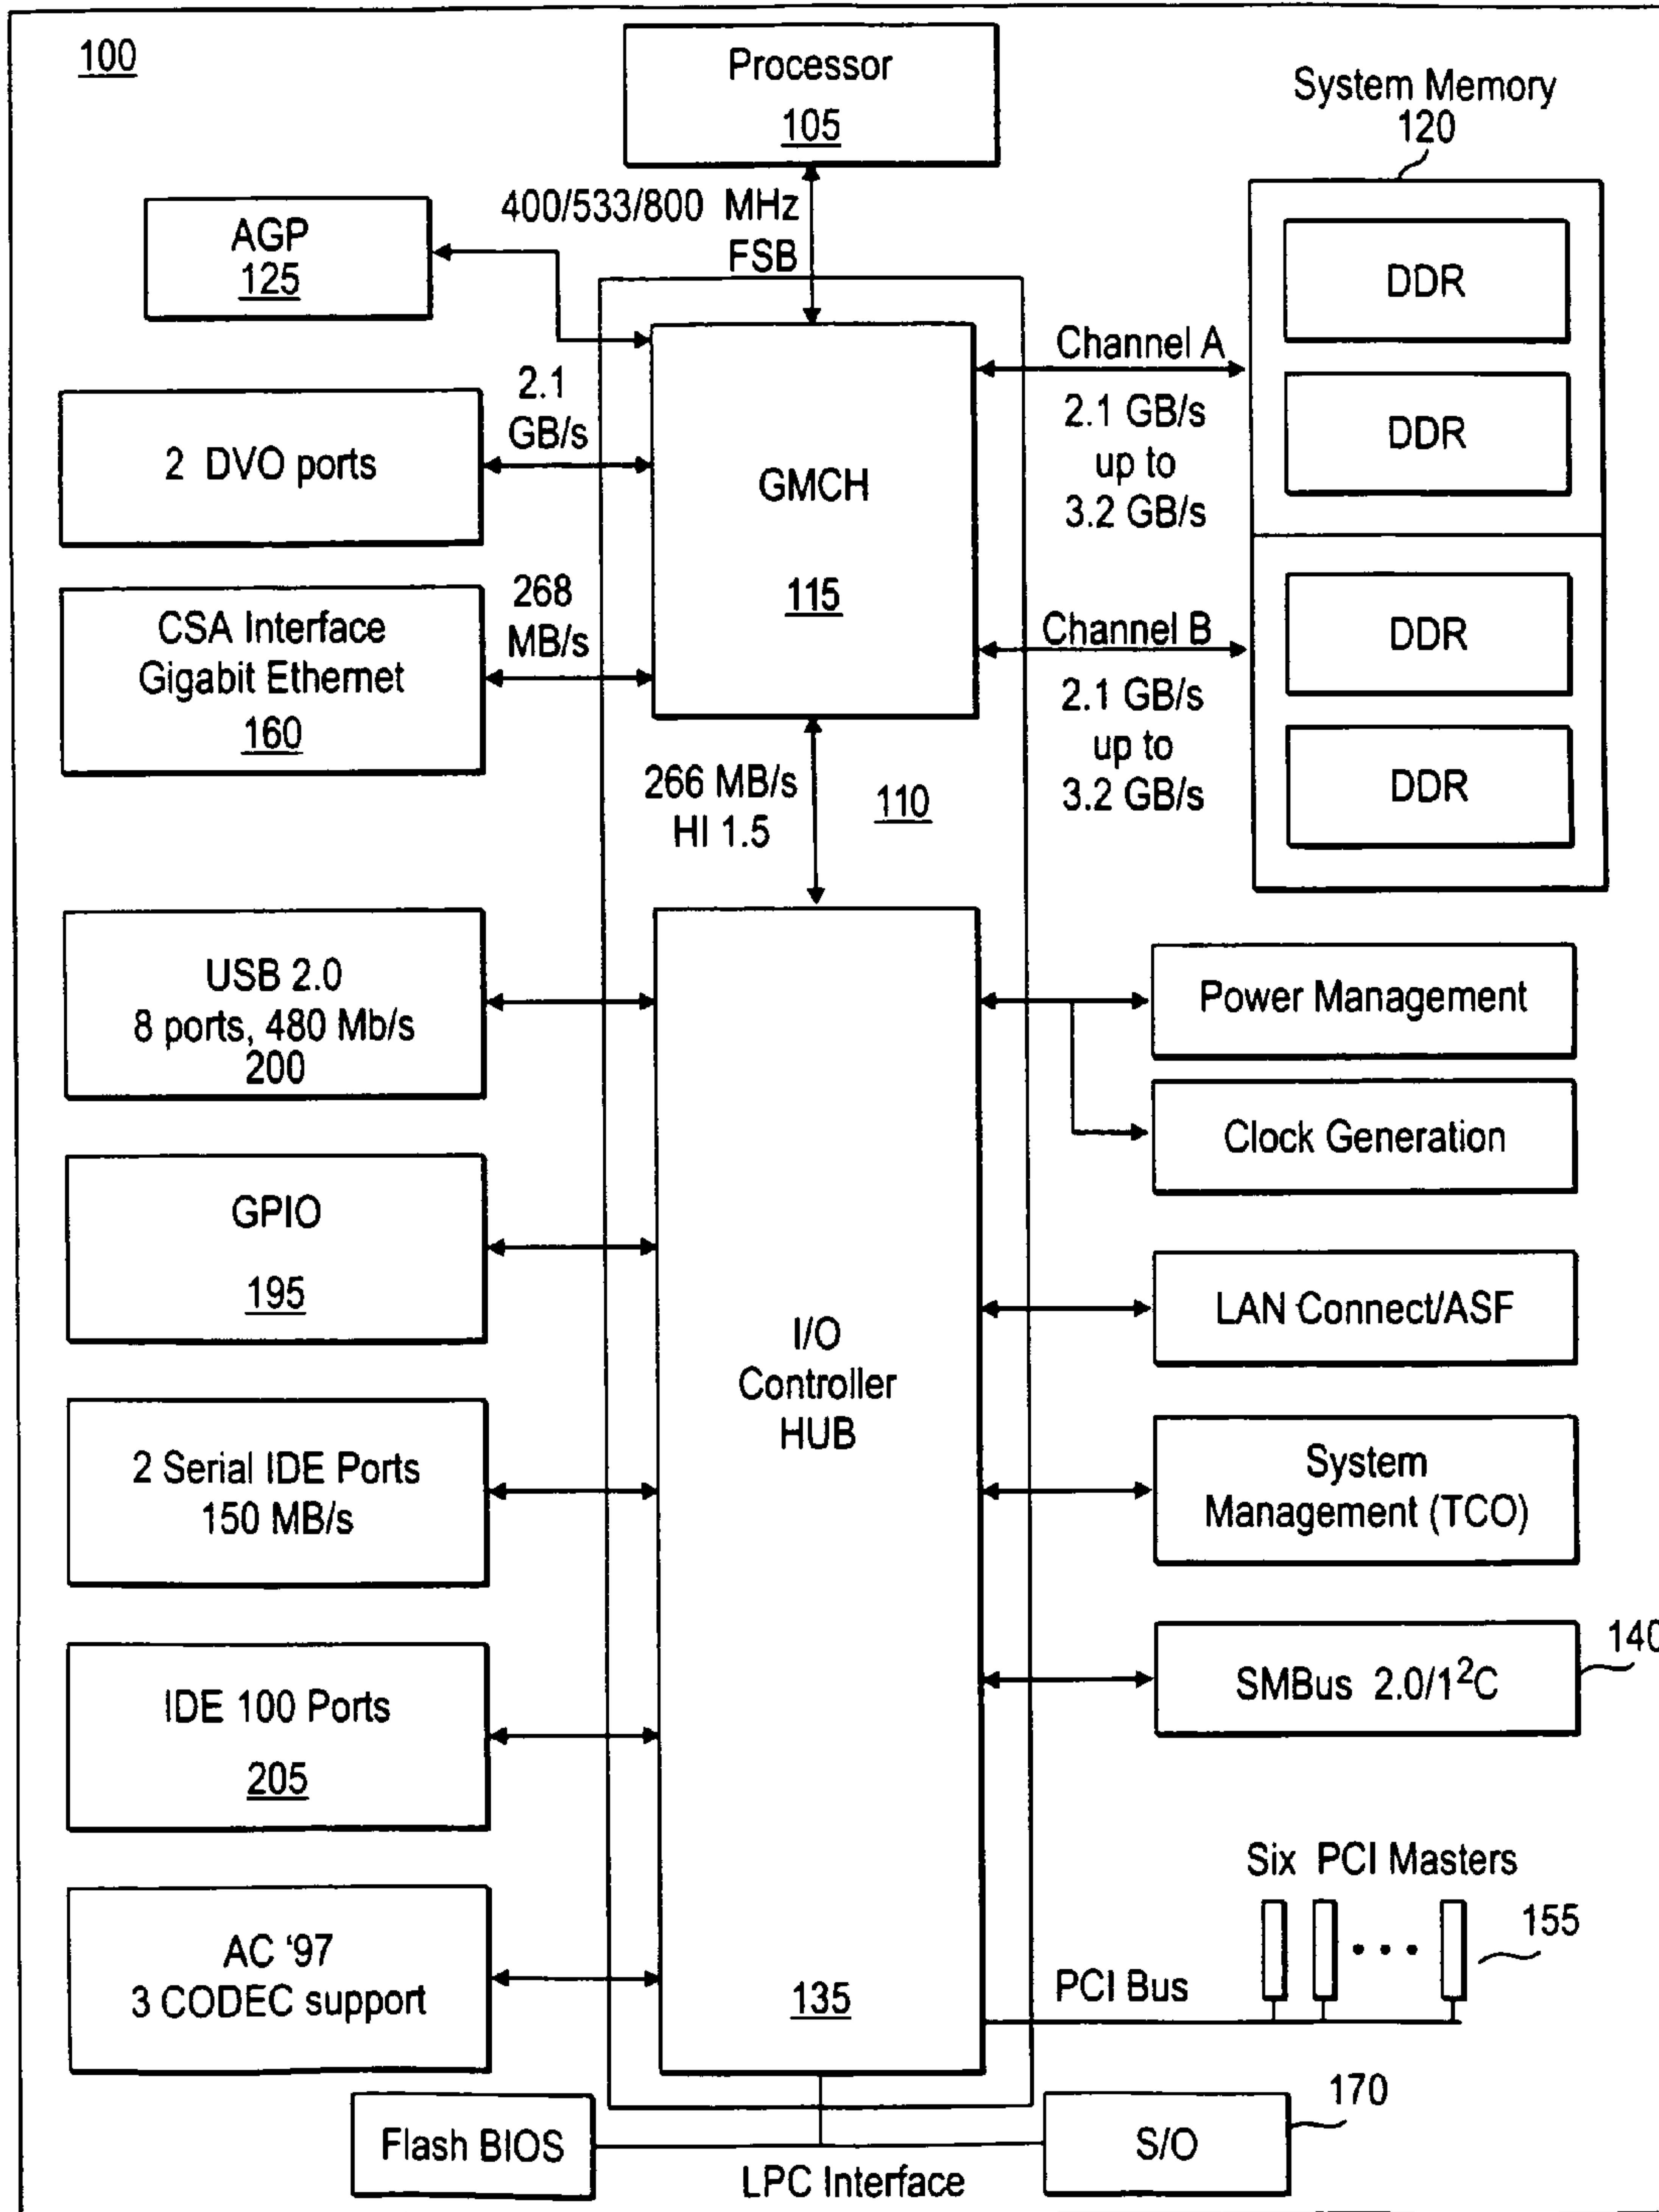 100
Processor
105
System Memory
120
400/533/800 MHz
FSB
AGP
125
DDR
DDR
DDR
DDR
2.1
GB/s
2 DVO ports
GMCH
115
Channel A
2.1 GB/s
up to
3.2 GB/s
268
MB/s
CSA Interface
Gigabit Ethernet
160
Channel B
2.1 GB/s
up to
3.2 GB/s
266 MB/s
HI 1.5
110
USB 2.0
8 ports, 480 Mb/s
200
Power Management
Clock Generation
GPIO
195
I/O
Controller
HUB
135
LAN Connect/ASF
2 Serial IDE Ports
150 MB/s
System
Management (TCO)
IDE 100 Ports
205
SMBus 2.0/1²C
140
Six PCI Masters
155
PCI Bus
AC ‘97
3 CODEC support
Flash BIOS
LPC Interface
S/O
170